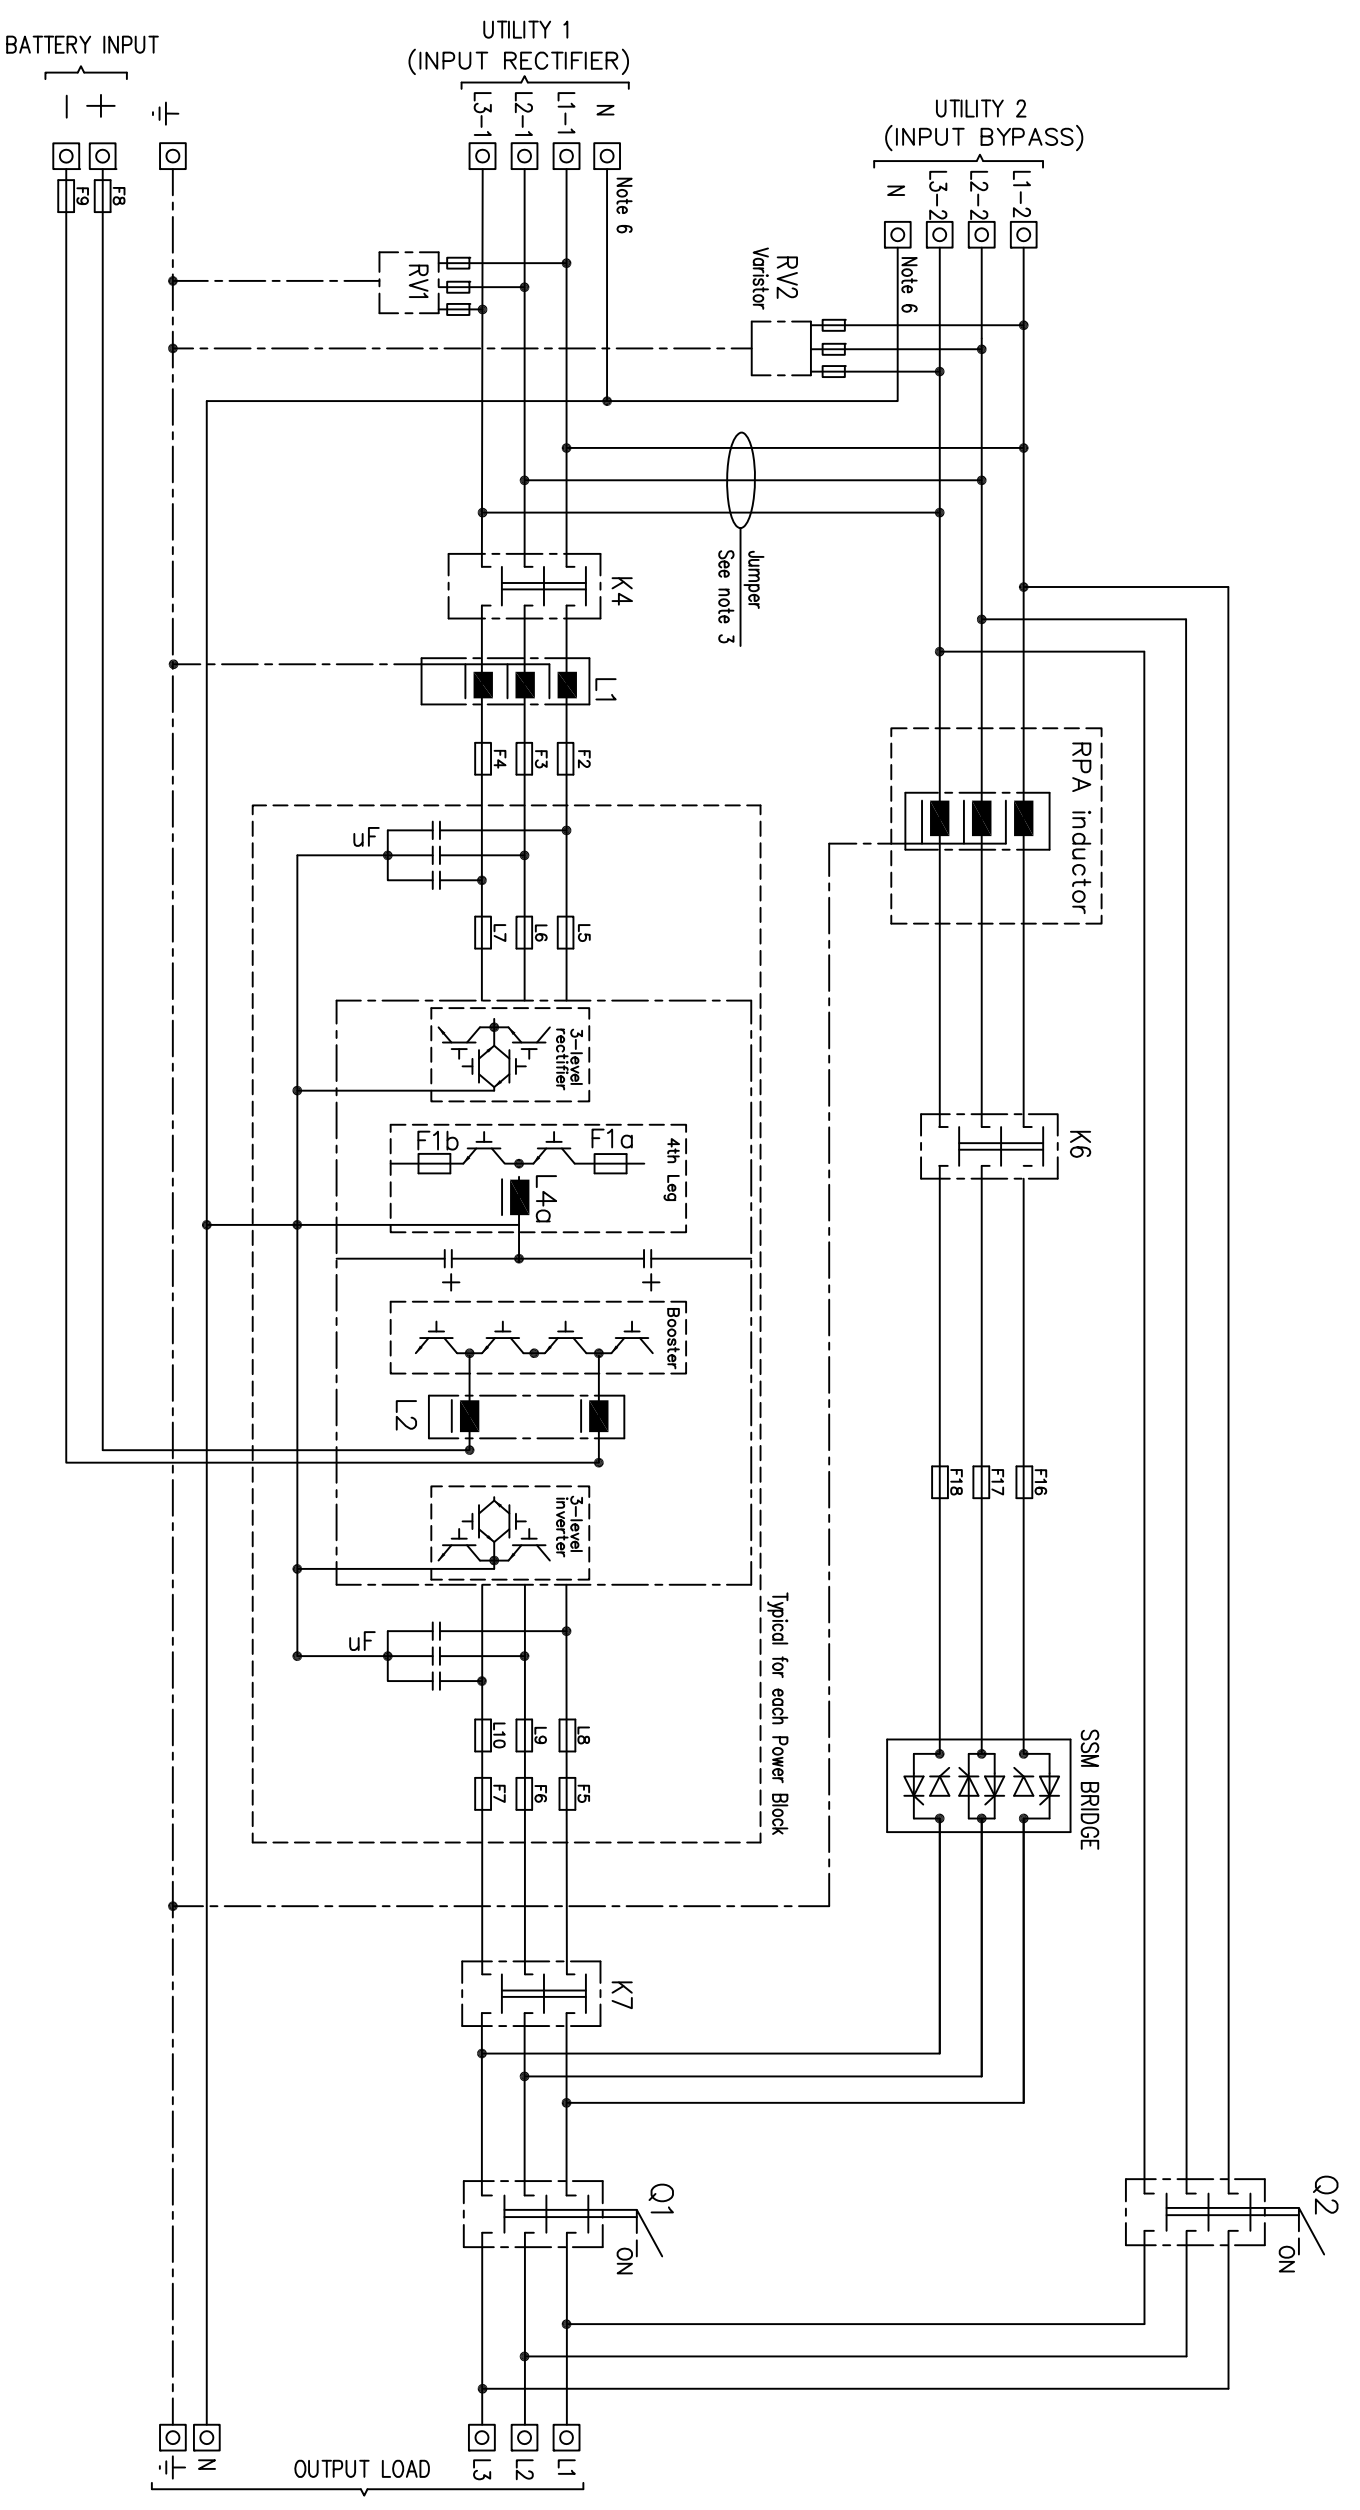 BATTERY INPUT
−
+
F9
F8
UTILITY 1
(INPUT RECTIFIER)
L3-1
L2-1
L1-1
N
Note 6
UTILITY 2
(INPUT BYPASS)
N
L3-2
L2-2
L1-2
Note 6
RV1
RV2
Varistor
Jumper
See note 3
K4
L1
F4
F3
F2
RPA inductor
uF
L7
L6
L5
3-level
rectifier
K6
F1b
F1a
4th Leg
L4a
+
+
Booster
L2
F18
F17
F16
3-level
inverter
Typical for each Power Block
uF
L10
L9
L8
F7
F6
F5
SSM BRIDGE
K7
Q1
ON
Q2
ON
N
L3
L2
L1
OUTPUT LOAD